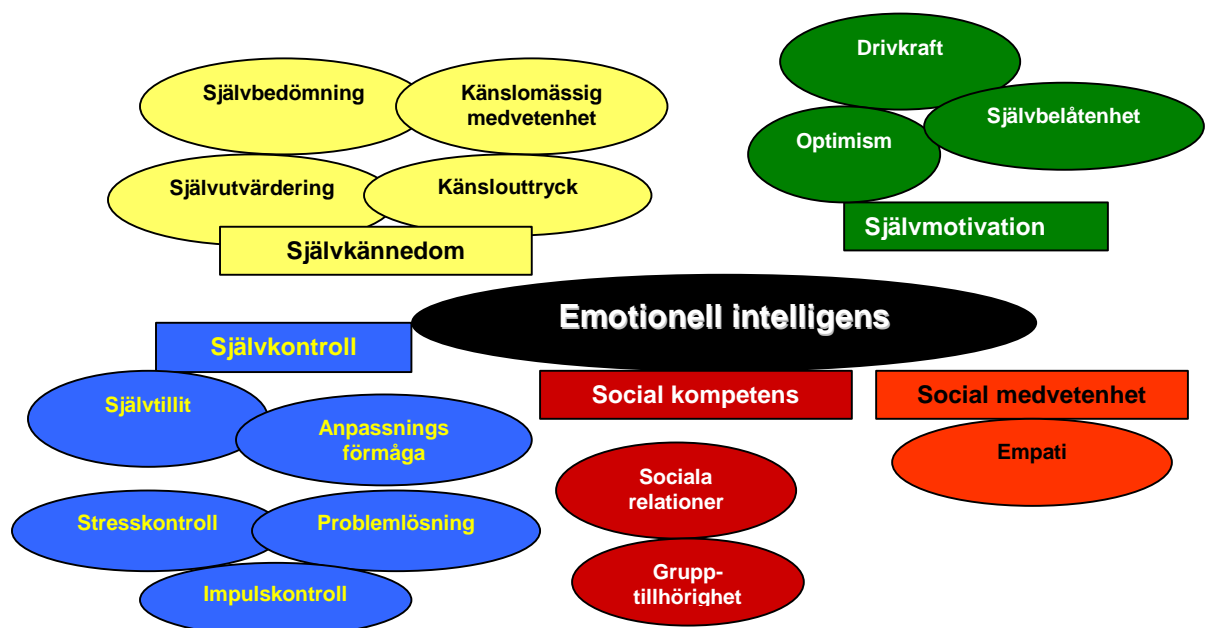 Drivkraft
Självbedömning
Känslomässig
medvetenhet
Självbelåtenhet
Optimism
Självutvärdering
Känslouttryck
Självmotivation
Självkännedom
Emotionell intelligens
Självkontroll
Social kompetens
Social medvetenhet
Självtillit
Anpassnings
förmåga
Empati
Sociala
relationer
Stresskontroll
Problemlösning
Grupp-
tillhörighet
Impulskontroll